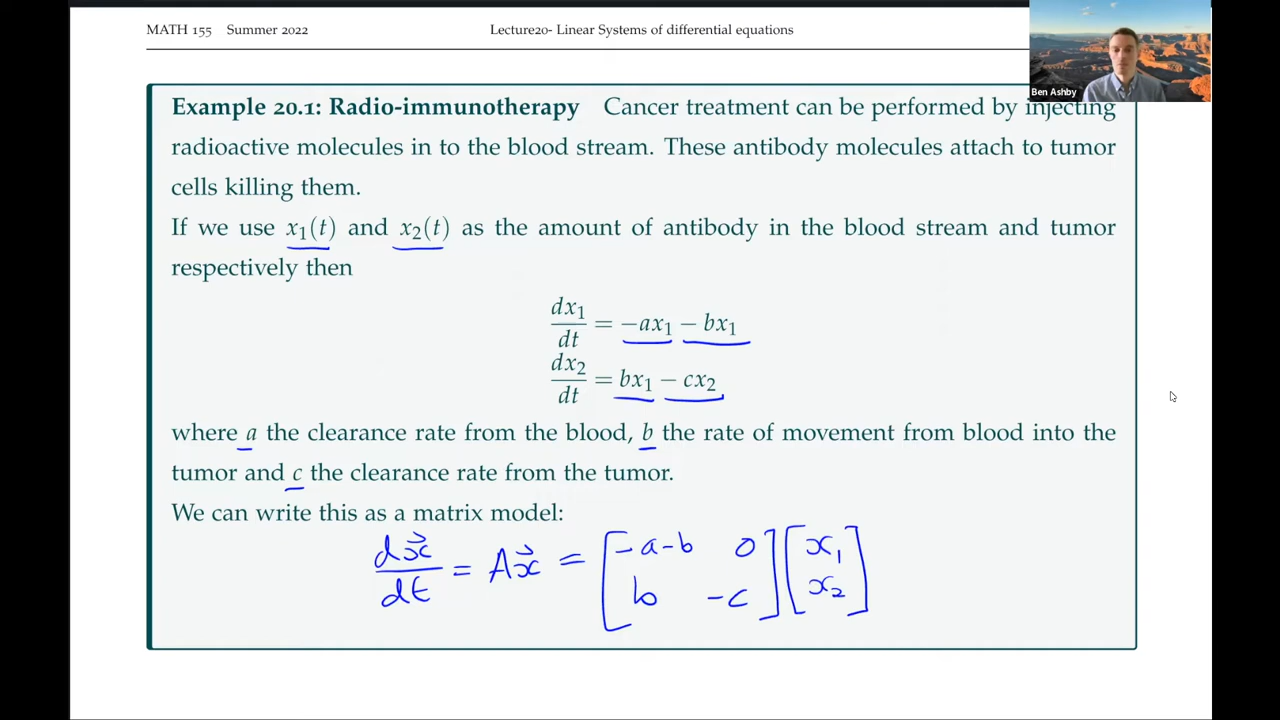 MATH 155 Summer 2022 Lecture20- Linear Systems of differential equations
Ben Ashby
Example 20.1: Radio-immunotherapy Cancer treatment can be performed by injecting
radioactive molecules in to the blood stream. These antibody molecules attach to tumor
cells killing them.
If we use x₁(t) and x₂(t) as the amount of antibody in the blood stream and tumor
respectively then
dx₁/dt = −ax₁ − bx₁
dx₂/dt = bx₁ − cx₂
where a the clearance rate from the blood, b the rate of movement from blood into the
tumor and c the clearance rate from the tumor.
We can write this as a matrix model:
dx⃗/dt = Ax⃗ = [−a−b 0; b −c] [x₁; x₂]